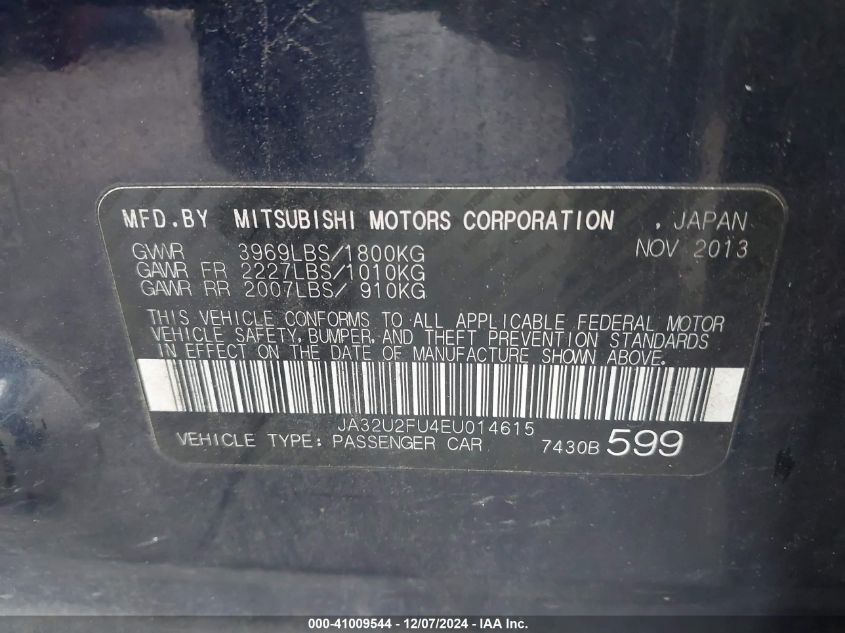 MFD.BY MITSUBISHI MOTORS CORPORATION , JAPAN
GVWR 3969LBS/1800KG NOV 2013
GAWR FR 2227LBS/1010KG
GAWR RR 2007LBS/ 910KG
THIS VEHICLE CONFORMS TO ALL APPLICABLE FEDERAL MOTOR
VEHICLE SAFETY, BUMPER, AND THEFT PREVENTION STANDARDS
IN EFFECT ON THE DATE OF MANUFACTURE SHOWN ABOVE.
JA32U2FU4EU014615
VEHICLE TYPE: PASSENGER CAR 7430B 599
000-41009544 - 12/07/2024 - IAA Inc.